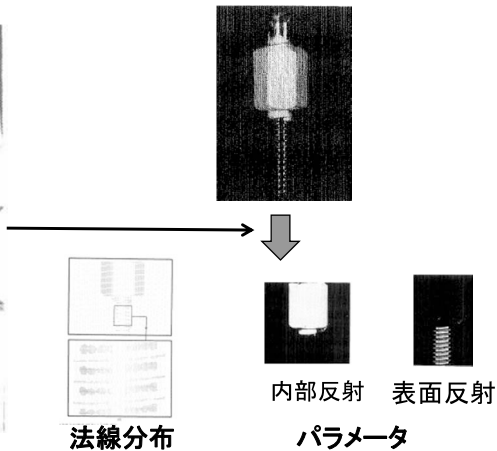 内部反射
表面反射
法線分布
パラメータ